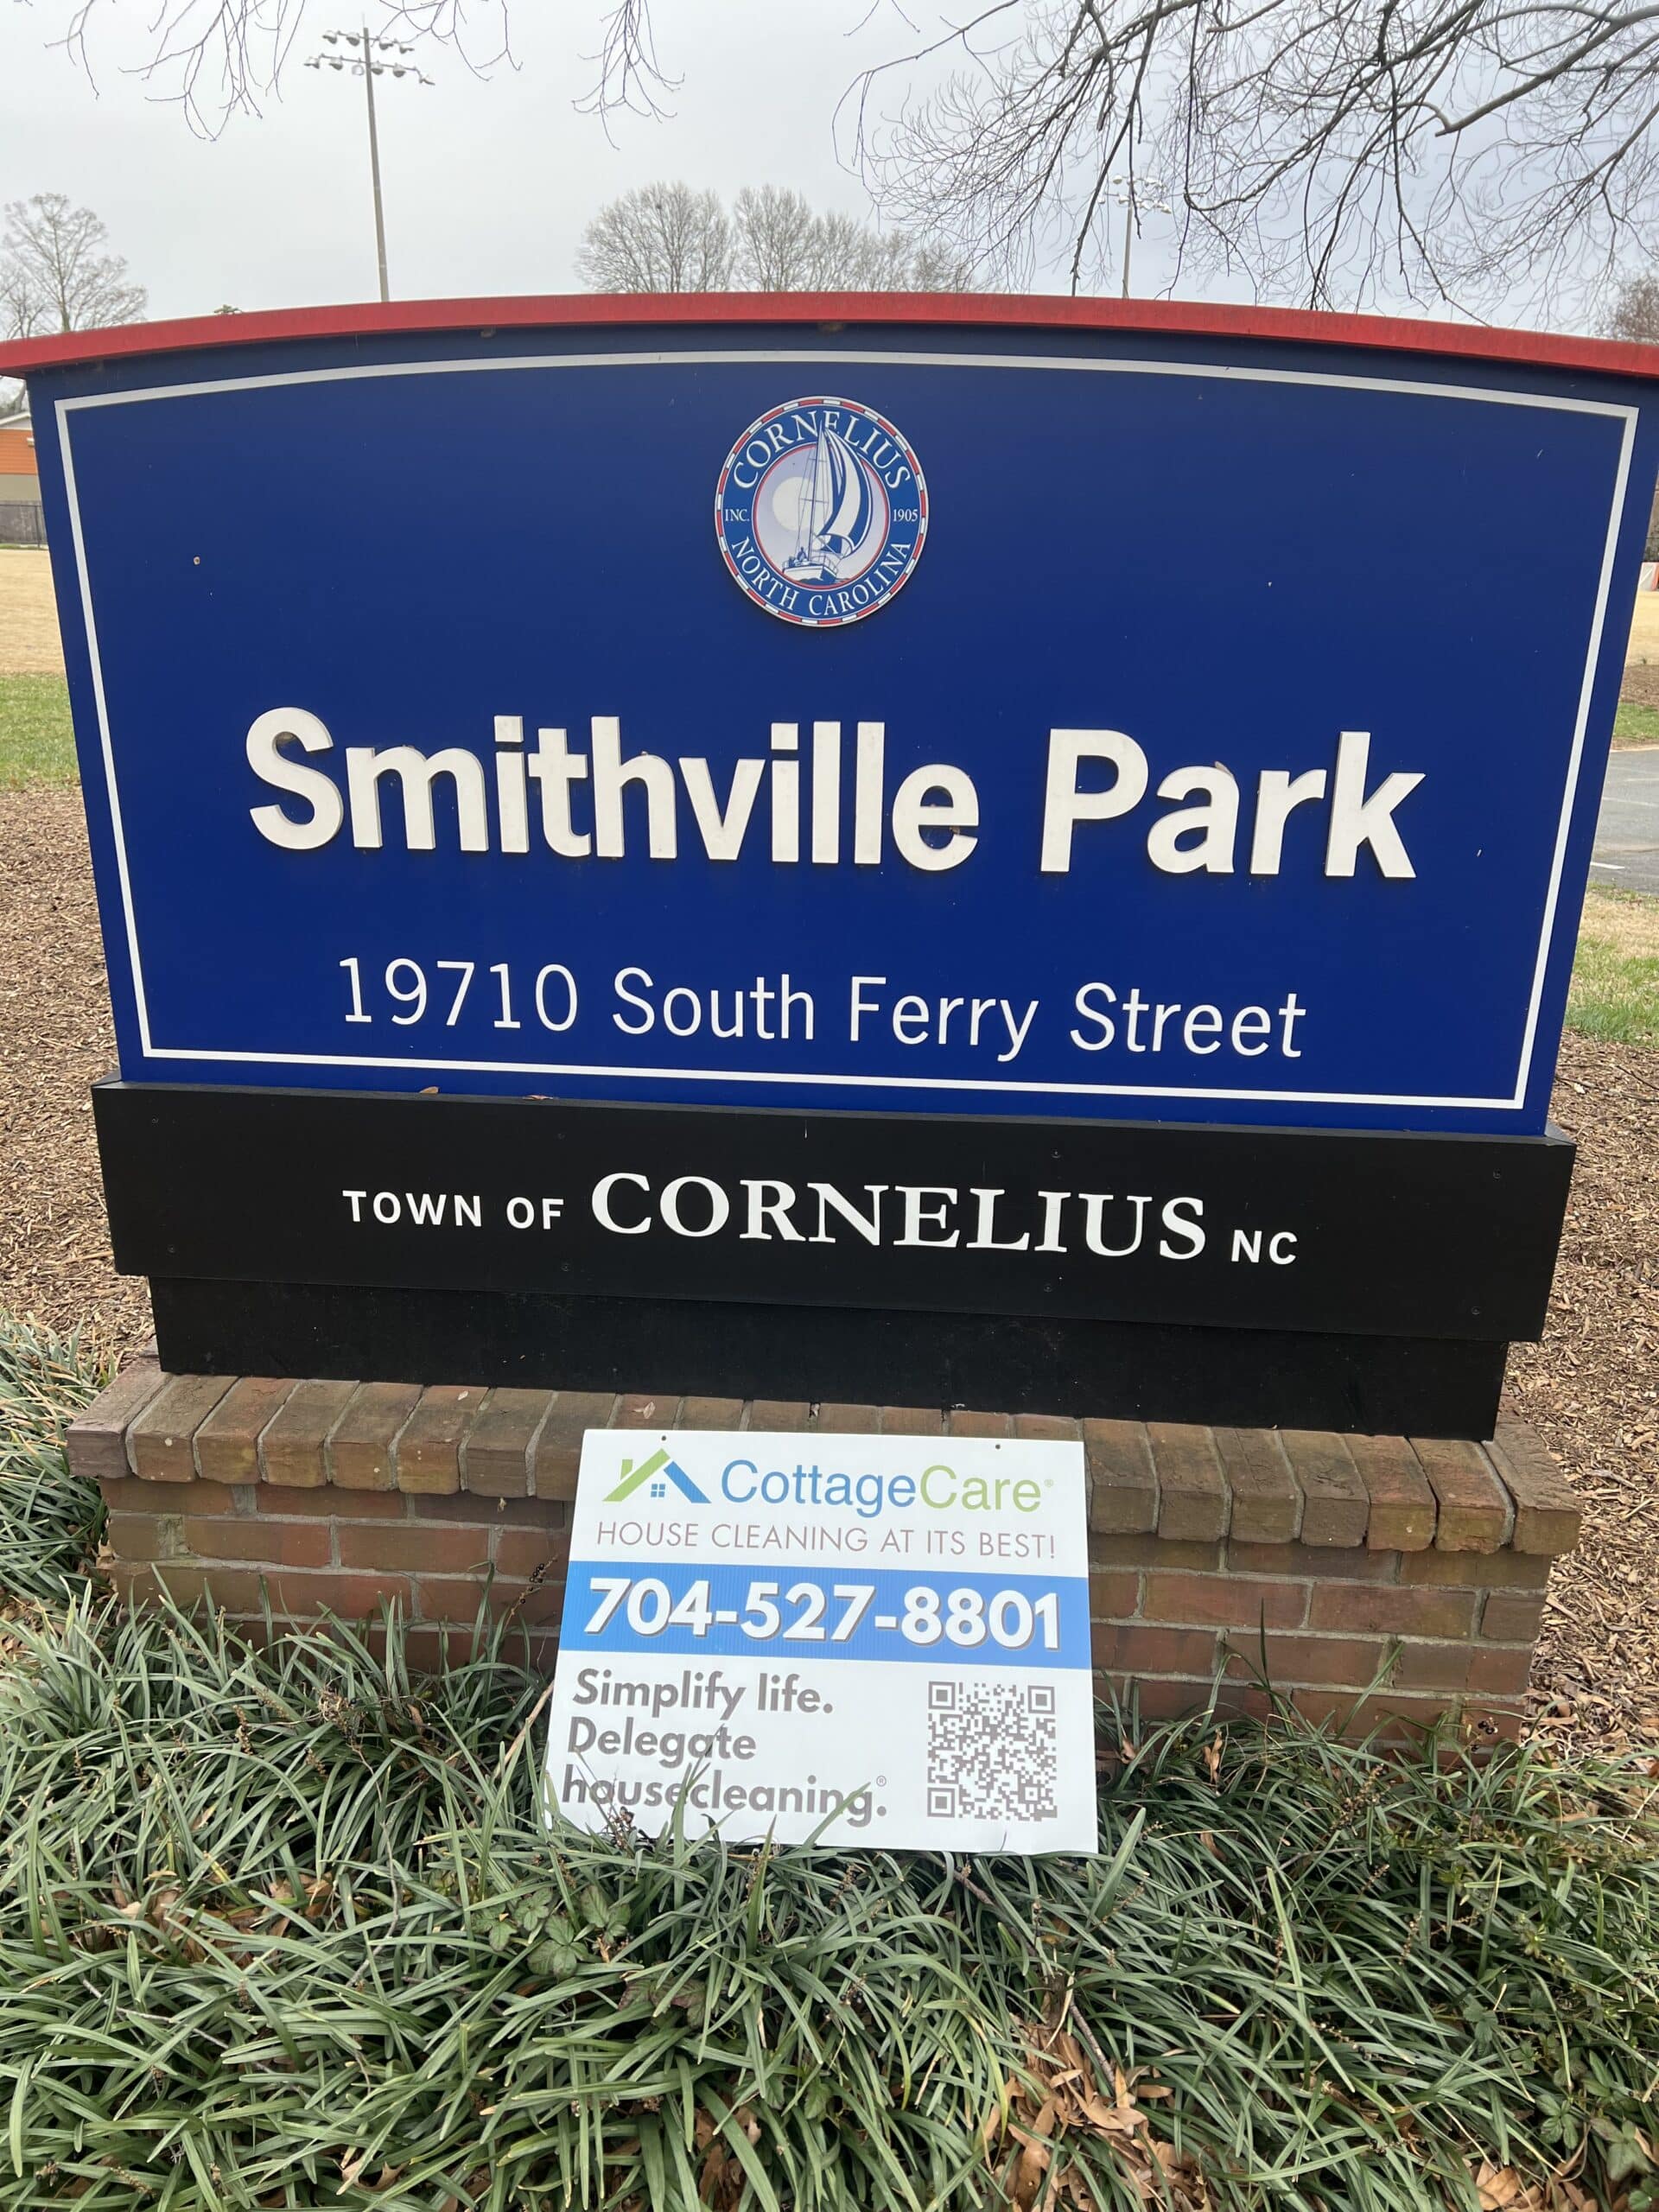 CORNELIUS
INC. 1905
NORTH CAROLINA
Smithville Park
19710 South Ferry Street
TOWN OF CORNELIUS NC
CottageCare®
HOUSE CLEANING AT ITS BEST!
704-527-8801
Simplify life.
Delegate
housecleaning.®